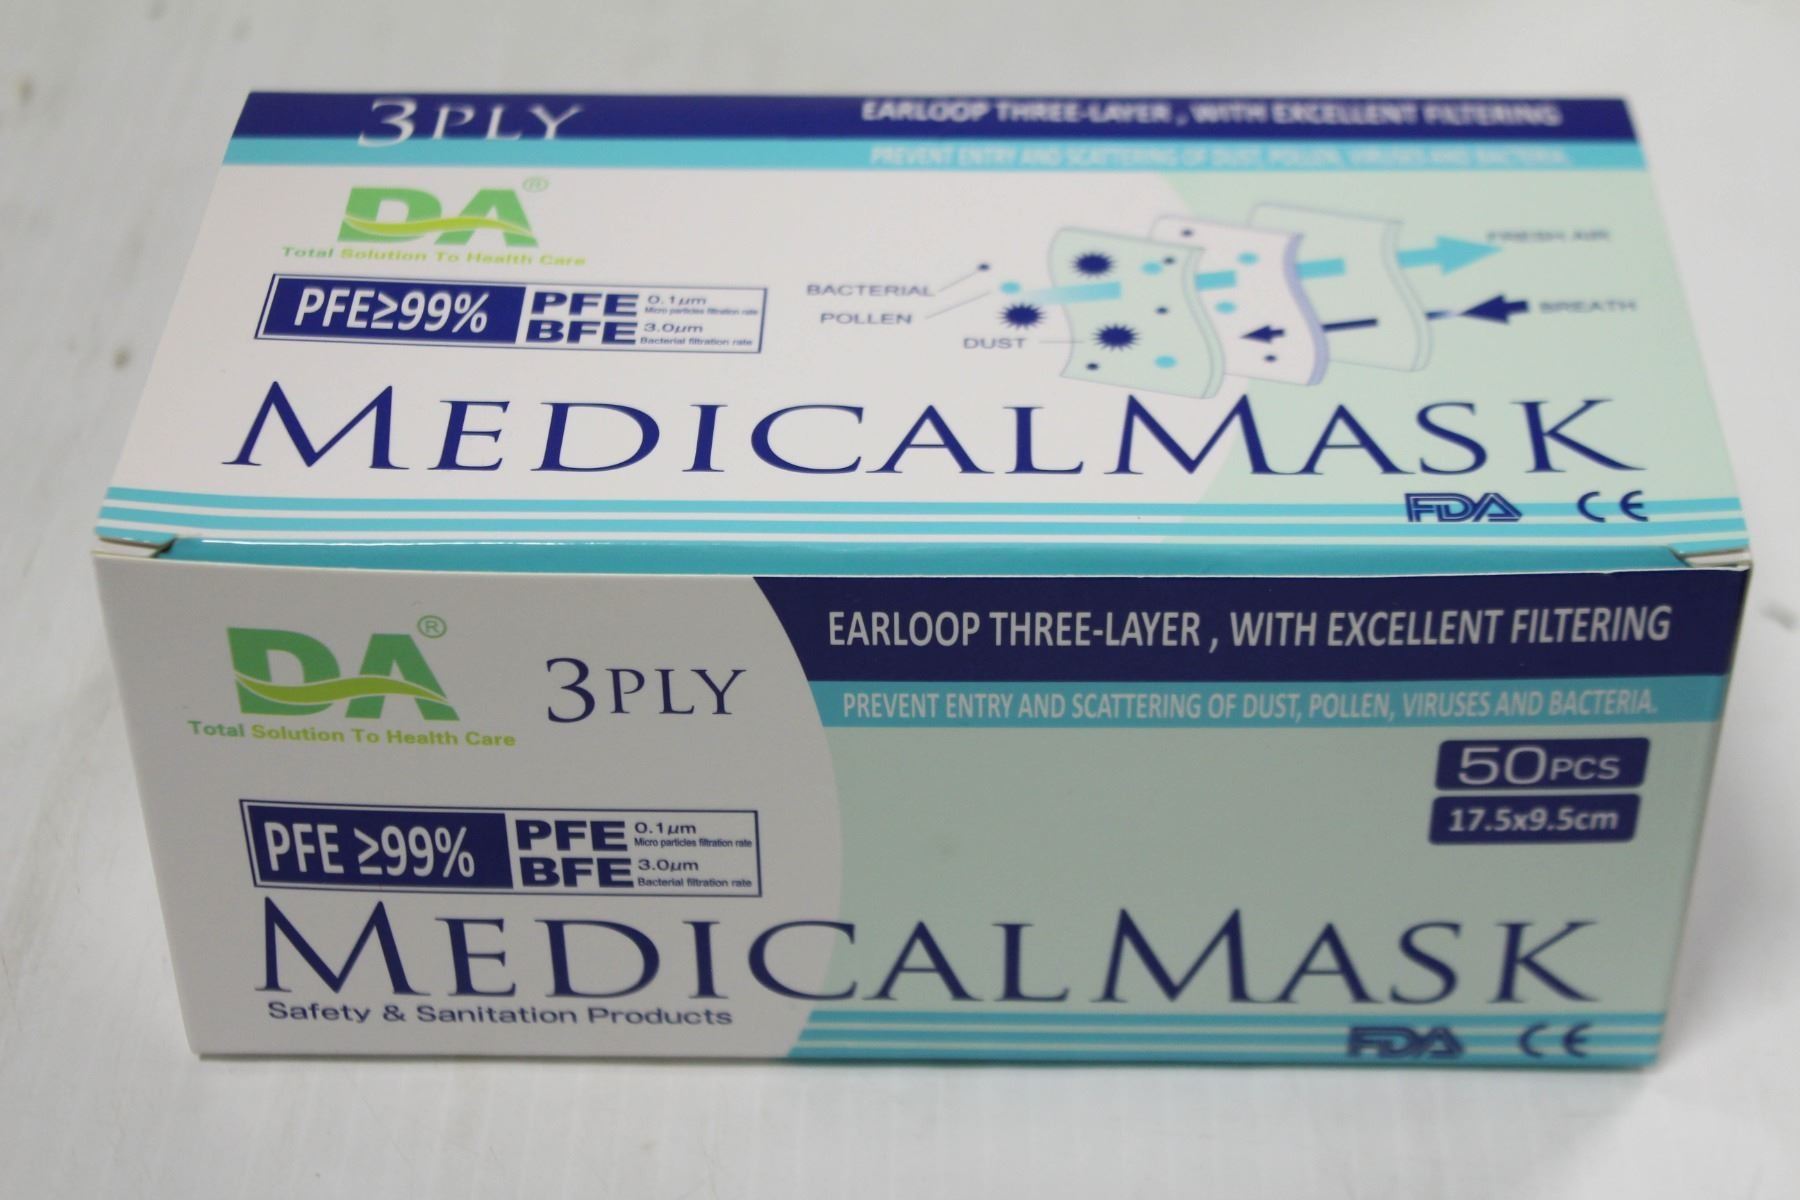 3PLY
EARLOOP THREE-LAYER , WITH EXCELLENT FILTERING
PREVENT ENTRY AND SCATTERING OF DUST, POLLEN, VIRUSES AND BACTERIA.
DA®
Total Solution To Health Care
PFE≥99%
PFE 0.1μm
Micro particles filtration rate
BFE 3.0μm
Bacterial filtration rate
BACTERIAL
POLLEN
DUST
FRESH AIR
BREATH
MEDICAL MASK
FDA CE
DA®
Total Solution To Health Care
3PLY
EARLOOP THREE-LAYER , WITH EXCELLENT FILTERING
PREVENT ENTRY AND SCATTERING OF DUST, POLLEN, VIRUSES AND BACTERIA.
50PCS
17.5x9.5cm
PFE ≥99%
PFE 0.1μm
Micro particles filtration rate
BFE 3.0μm
Bacterial filtration rate
MEDICAL MASK
Safety & Sanitation Products
FDA CE